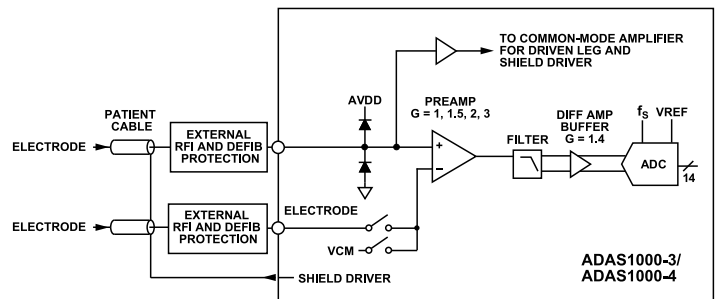 TO COMMON-MODE AMPLIFIER
FOR DRIVEN LEG AND
SHIELD DRIVER
PATIENT
CABLE
AVDD
PREAMP
G = 1, 1.5, 2, 3
DIFF AMP
BUFFER
G = 1.4
fS VREF
EXTERNAL
RFI AND DEFIB
PROTECTION
FILTER
ELECTRODE
+
–
ADC
14
EXTERNAL
RFI AND DEFIB
PROTECTION
ELECTRODE
ELECTRODE
VCM
SHIELD DRIVER
ADAS1000-3/
ADAS1000-4